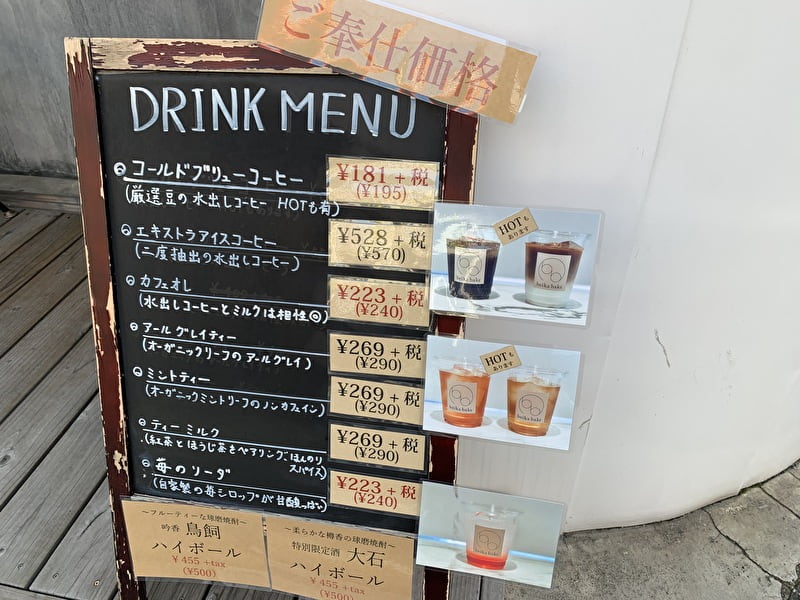 ご奉仕価格
DRINK MENU
コールドブリューコーヒー ¥181 + 税
(厳選豆の水出しコーヒー HOTも有) (¥195)
エキストラアイスコーヒー ¥528 + 税
(二度抽出の水出しコーヒー) (¥570)
カフェオレ ¥223 + 税
(水出しコーヒーとミルクは相性◎) (¥240)
アールグレイティー ¥269 + 税
(オーガニックリーフのアールグレイ) (¥290)
ミントティー ¥269 + 税
(オーガニックミントリーフのノンカフェイン) (¥290)
ティーミルク ¥269 + 税
(紅茶とほうじ茶をペアリング、ほんのり (¥290)
スパイス)
苺のソーダ ¥223 + 税
(自家製の苺シロップが甘酸っぱい) (¥240)
HOTも
あります
HOTも
あります
〜フルーティーな球磨焼酎〜
吟香 鳥飼
ハイボール
¥455 +tax
(¥500)
〜柔らかな樽香の球磨焼酎〜
特別限定酒 大石
ハイボール
¥455 +tax
(¥500)